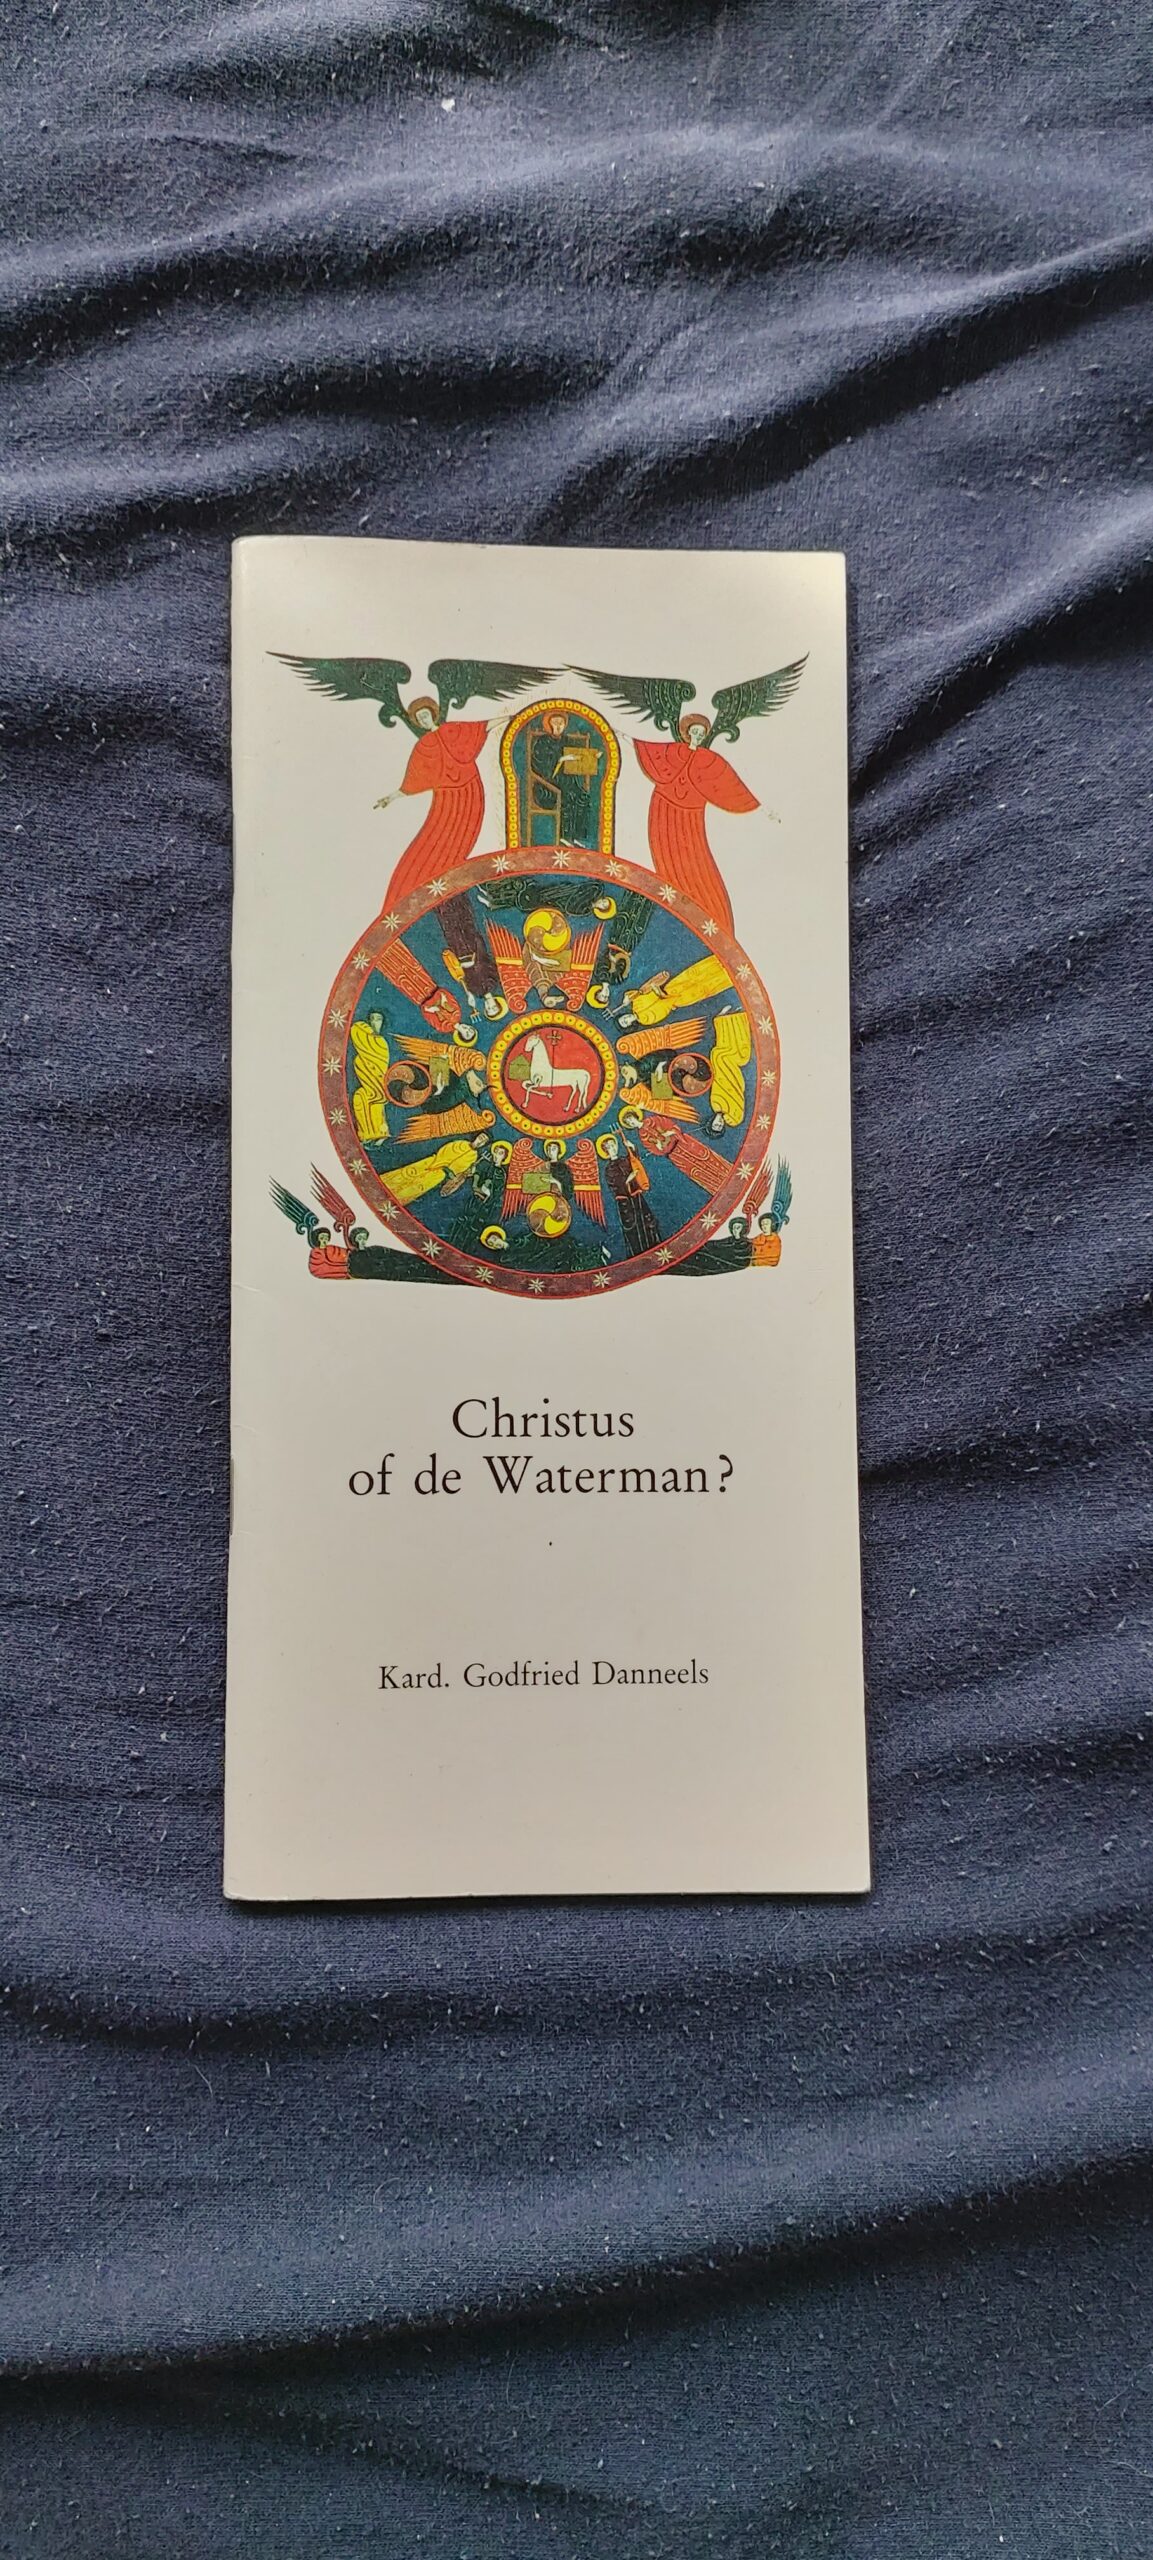 Christus
of de Waterman?
Kard. Godfried Danneels